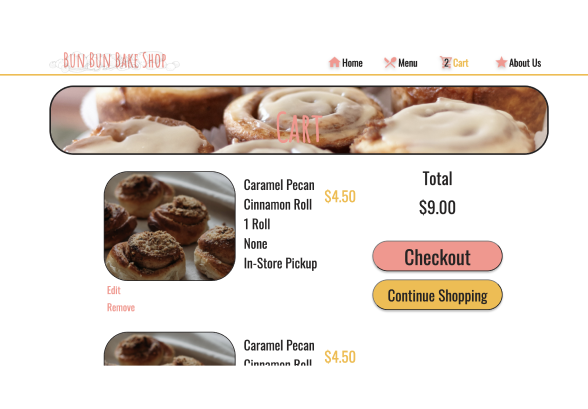 Bun Bun Bake Shop
Home
Menu
2 Cart
About Us
Cart
Caramel Pecan
Cinnamon Roll
1 Roll
None
In-Store Pickup
$4.50
Edit
Remove
Total
$9.00
Checkout
Continue Shopping
Caramel Pecan
Cinnamon Roll
$4.50